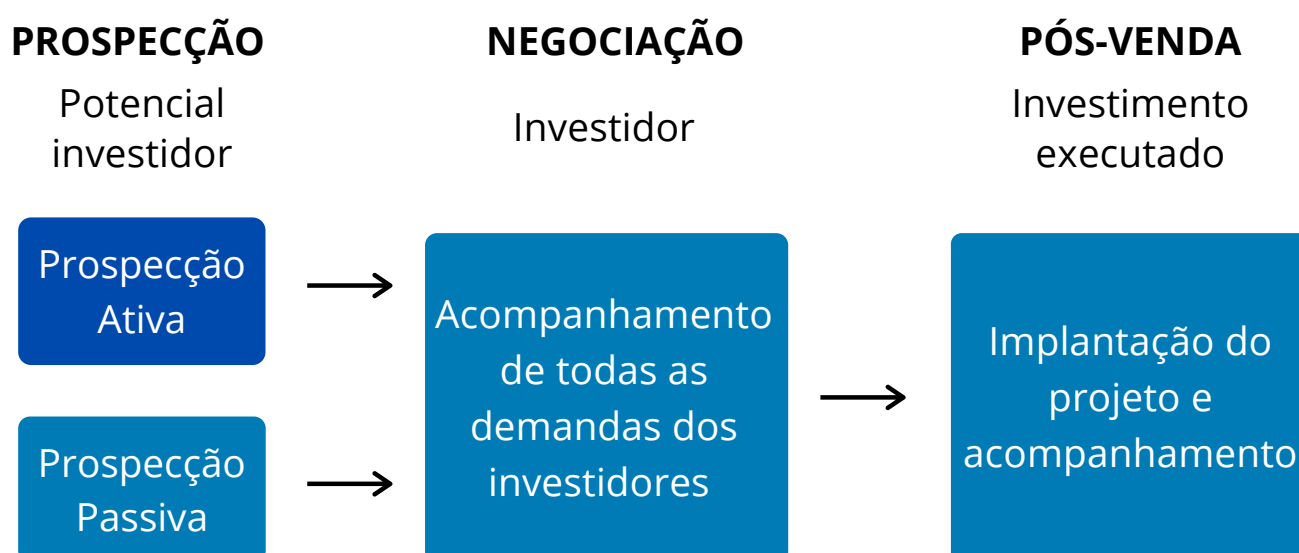 PROSPECÇÃO
Potencial
investidor
Prospecção
Ativa
Prospecção
Passiva
NEGOCIAÇÃO
Investidor
Acompanhamento
de todas as
demandas dos
investidores
PÓS-VENDA
Investimento
executado
Implantação do
projeto e
acompanhamento